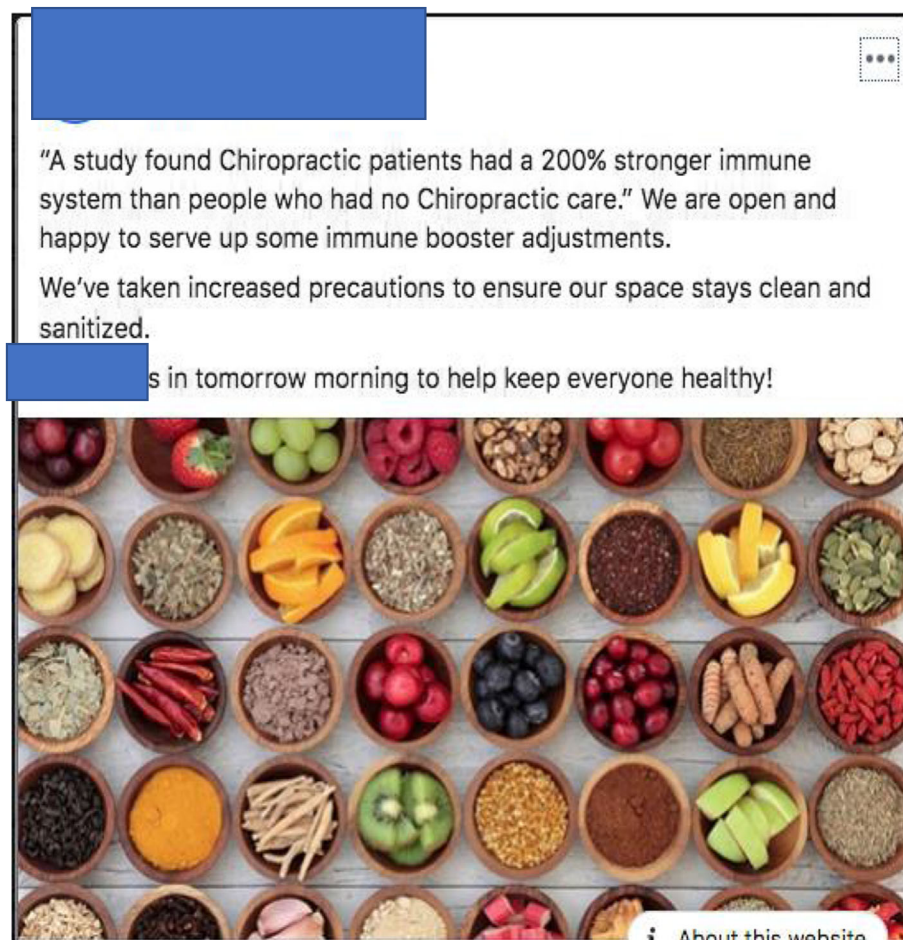 “A study found Chiropractic patients had a 200% stronger immune
system than people who had no Chiropractic care.” We are open and
happy to serve up some immune booster adjustments.
We’ve taken increased precautions to ensure our space stays clean and
sanitized.
s in tomorrow morning to help keep everyone healthy!
i About this website